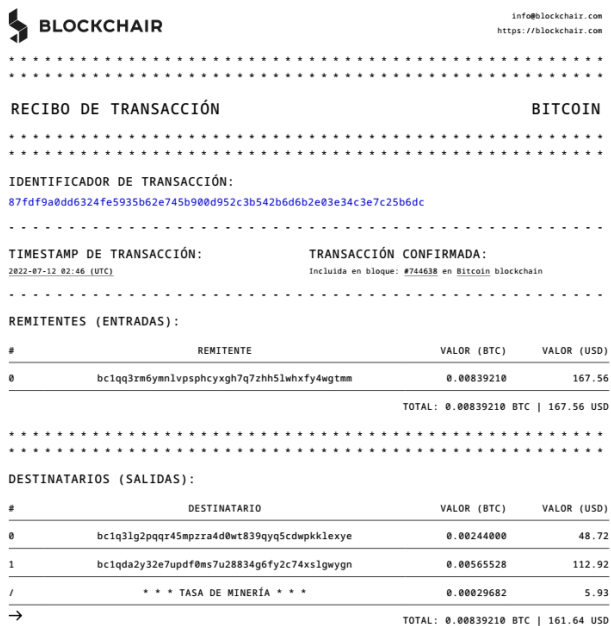 BLOCKCHAIR
info@blockchair.com
https://blockchair.com
* * * * * * * * * * * * * * * * * * * * * * * * * * * * * * * * * * * * * * * * * * * * * * * * * *
* * * * * * * * * * * * * * * * * * * * * * * * * * * * * * * * * * * * * * * * * * * * * * * * * *
RECIBO DE TRANSACCIÓN BITCOIN
* * * * * * * * * * * * * * * * * * * * * * * * * * * * * * * * * * * * * * * * * * * * * * * * * *
* * * * * * * * * * * * * * * * * * * * * * * * * * * * * * * * * * * * * * * * * * * * * * * * * *
IDENTIFICADOR DE TRANSACCIÓN:
87fdf9a0dd6324fe5935b62e745b900d952c3b542b6d6b2e03e34c3e7c25b6dc
- - - - - - - - - - - - - - - - - - - - - - - - - - - - - - - - - - - - - - - - - - - - - - - - - -
TIMESTAMP DE TRANSACCIÓN: TRANSACCIÓN CONFIRMADA:
2022-07-12 02:46 (UTC) Incluida en bloque: #744638 en Bitcoin blockchain
- - - - - - - - - - - - - - - - - - - - - - - - - - - - - - - - - - - - - - - - - - - - - - - - - -
REMITENTES (ENTRADAS):
# REMITENTE VALOR (BTC) VALOR (USD)
0 bc1qq3rm6ymnlvpsphcyxgh7q7zhh5lwhxfy4wgtmm 0.00839210 167.56
TOTAL: 0.00839210 BTC | 167.56 USD
* * * * * * * * * * * * * * * * * * * * * * * * * * * * * * * * * * * * * * * * * * * * * * * * * *
* * * * * * * * * * * * * * * * * * * * * * * * * * * * * * * * * * * * * * * * * * * * * * * * * *
DESTINATARIOS (SALIDAS):
# DESTINATARIO VALOR (BTC) VALOR (USD)
0 bc1q3lg2pqqr45mpzra4d0wt839qyq5cdwpkklexye 0.00244000 48.72
1 bc1qda2y32e7updf0ms7u28834g6fy2c74xslgwygn 0.00565528 112.92
/ * * * TASA DE MINERÍA * * * 0.00029682 5.93
→ TOTAL: 0.00839210 BTC | 161.64 USD